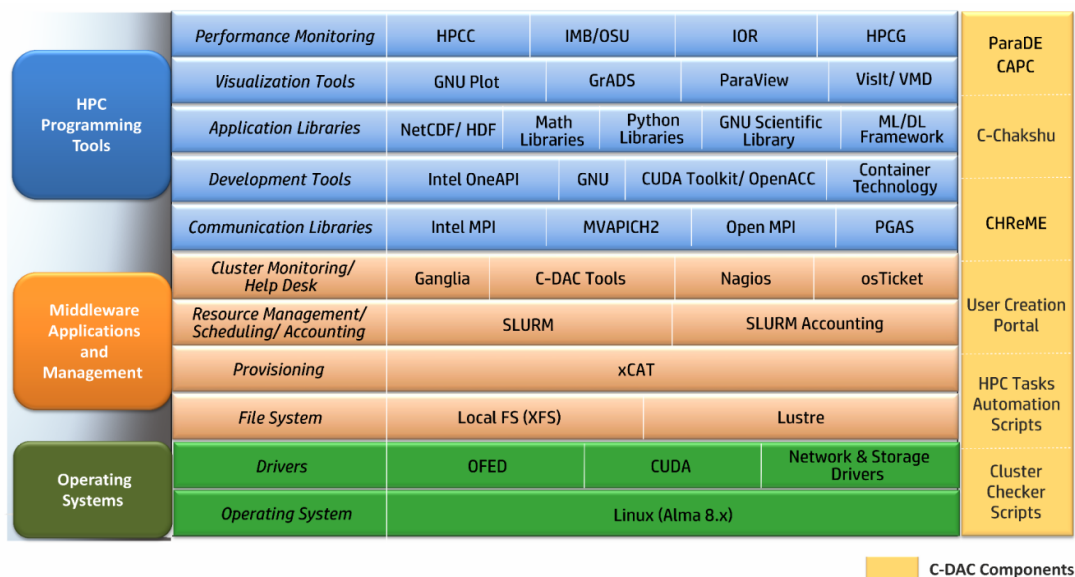 HPC
Programming
Tools
Performance Monitoring HPCC IMB/OSU IOR HPCG
Visualization Tools GNU Plot GrADS ParaView VisIt/ VMD
Application Libraries NetCDF/ HDF Math Libraries Python Libraries GNU Scientific Library ML/DL Framework
Development Tools Intel OneAPI GNU CUDA Toolkit/ OpenACC Container Technology
Communication Libraries Intel MPI MVAPICH2 Open MPI PGAS
Middleware
Applications
and
Management
Cluster Monitoring/
Help Desk
Ganglia C-DAC Tools Nagios osTicket
Resource Management/
Scheduling/ Accounting
SLURM SLURM Accounting
Provisioning xCAT
File System Local FS (XFS) Lustre
Operating
Systems
Drivers OFED CUDA Network & Storage Drivers
Operating System Linux (Alma 8.x)
ParaDE
CAPC
C-Chakshu
CHReME
User Creation
Portal
HPC Tasks
Automation
Scripts
Cluster
Checker
Scripts
C-DAC Components